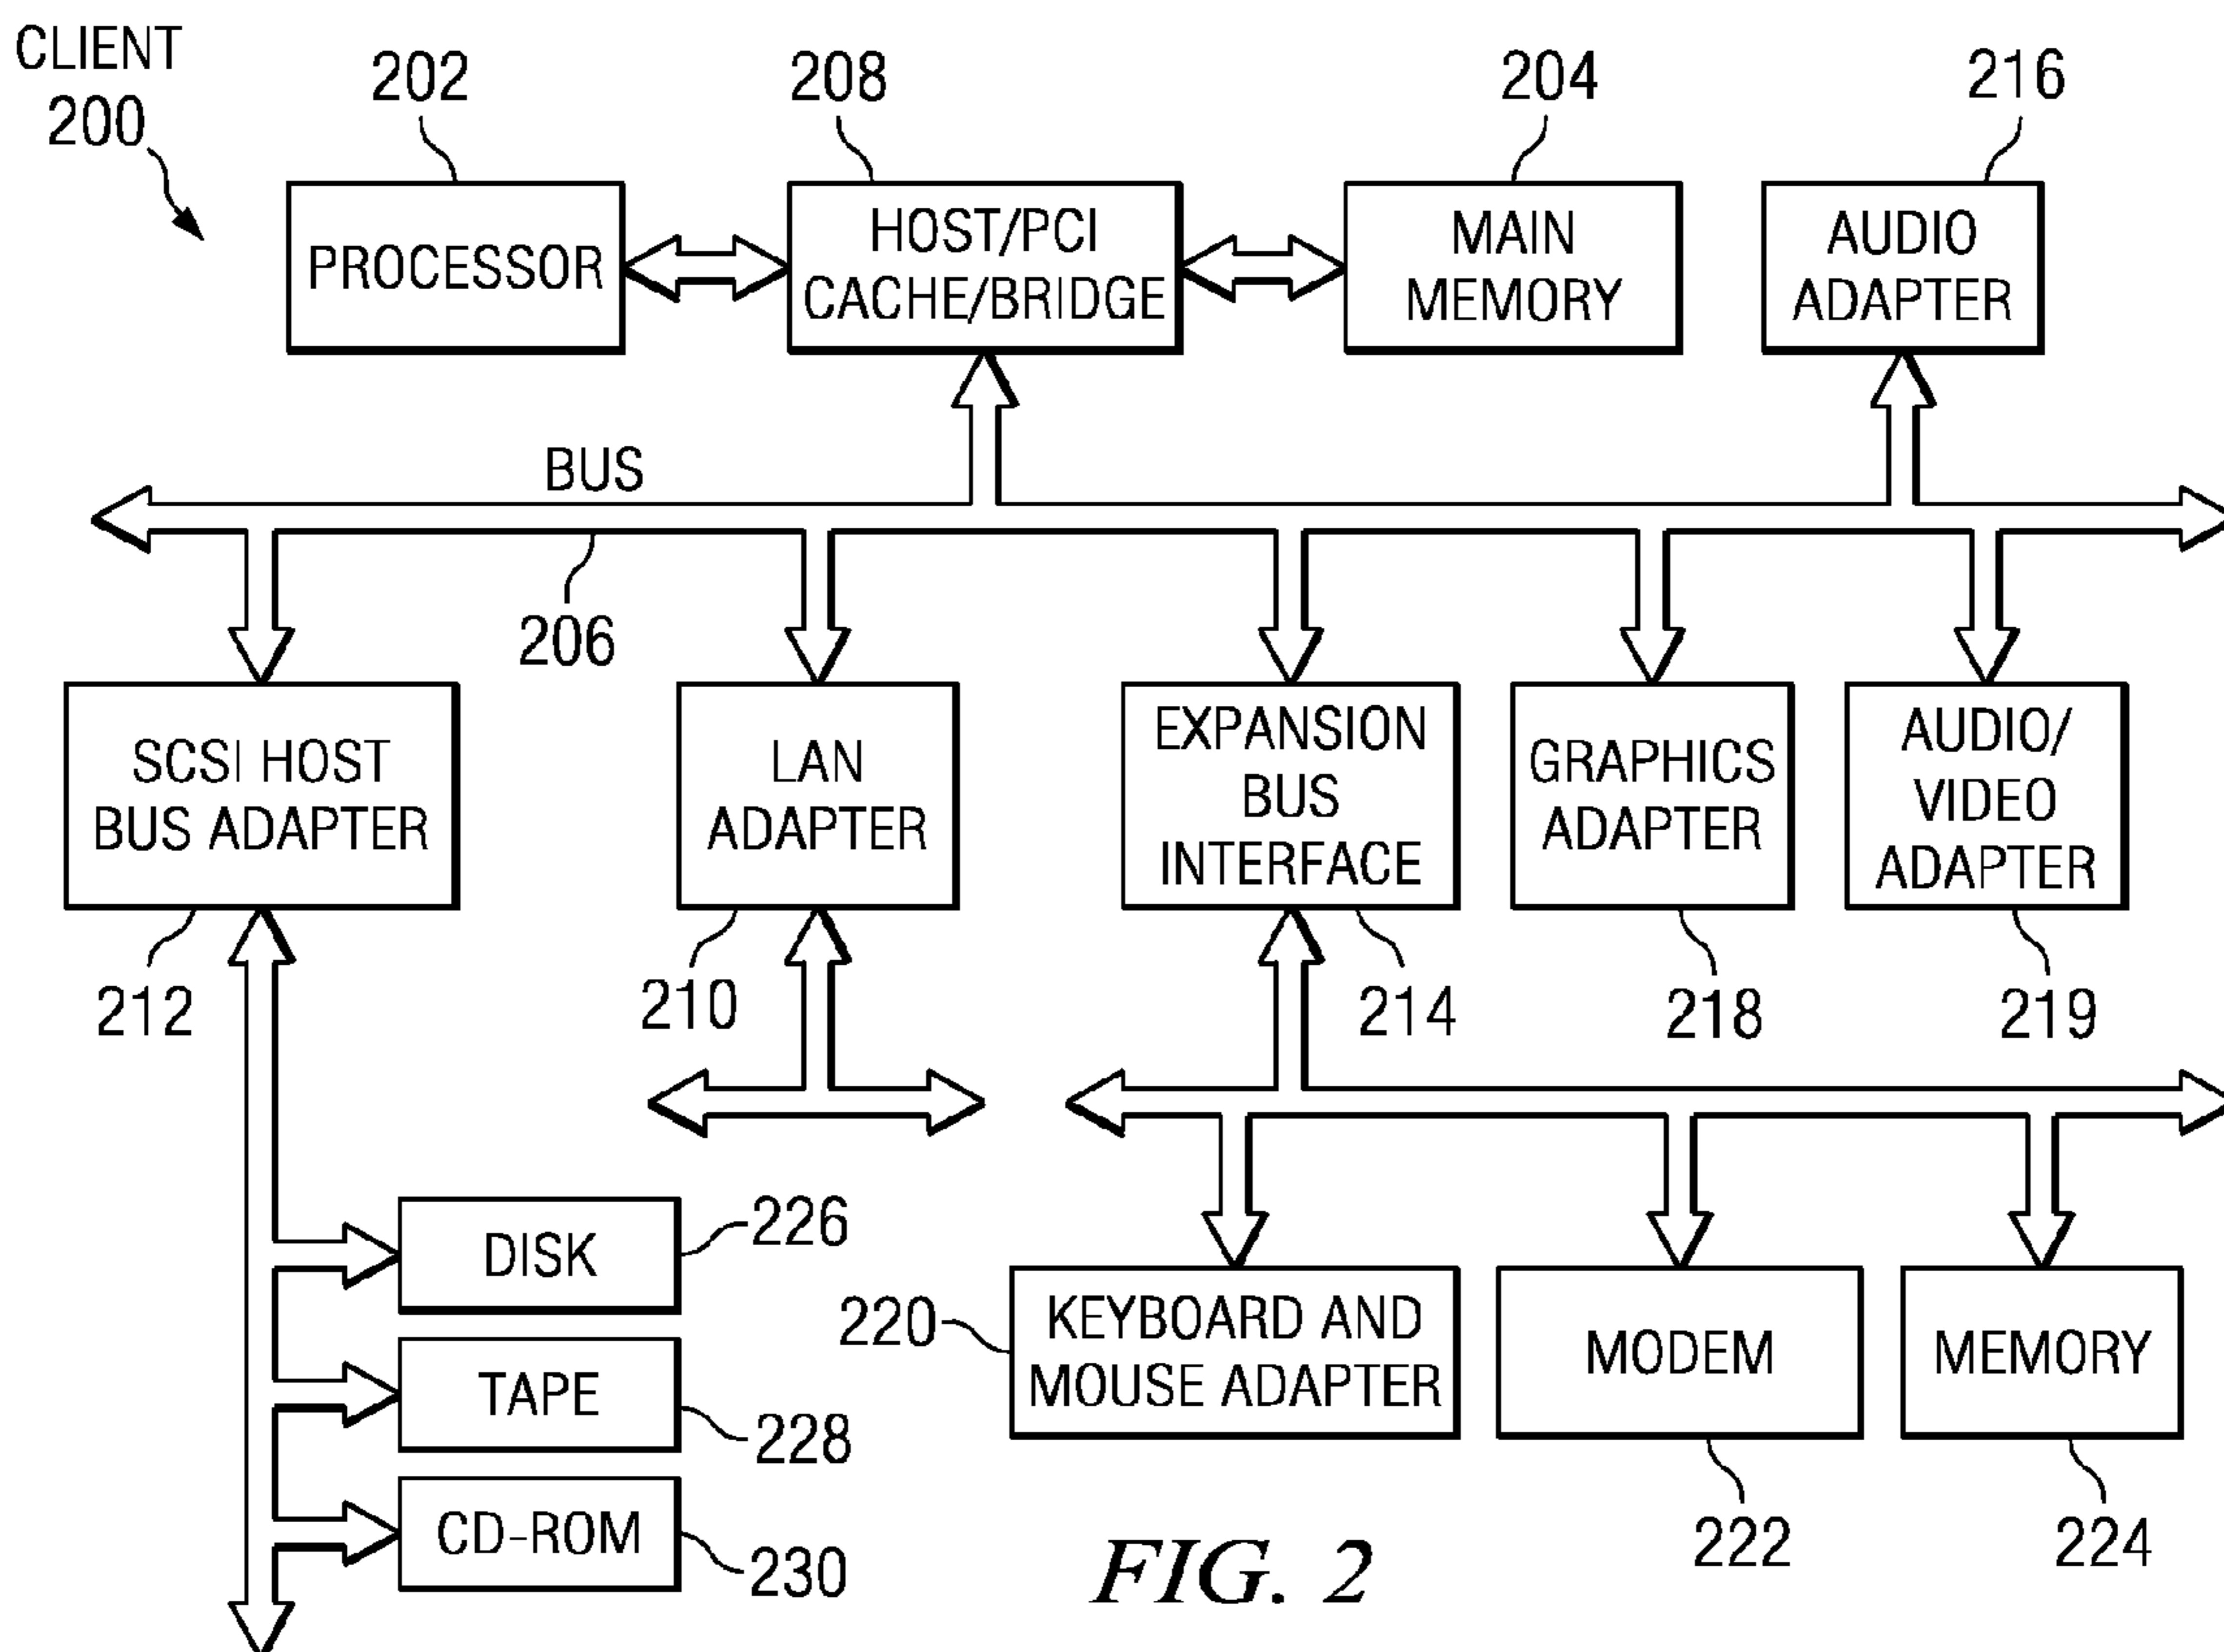 CLIENT
200
202
208
204
216
PROCESSOR
HOST/PCI
CACHE/BRIDGE
MAIN
MEMORY
AUDIO
ADAPTER
BUS
206
SCSI HOST
BUS ADAPTER
LAN
ADAPTER
EXPANSION
BUS
INTERFACE
GRAPHICS
ADAPTER
AUDIO/
VIDEO
ADAPTER
212
210
214
218
219
DISK
226
TAPE
228
CD-ROM
230
220
KEYBOARD AND
MOUSE ADAPTER
MODEM
MEMORY
222
224
FIG. 2